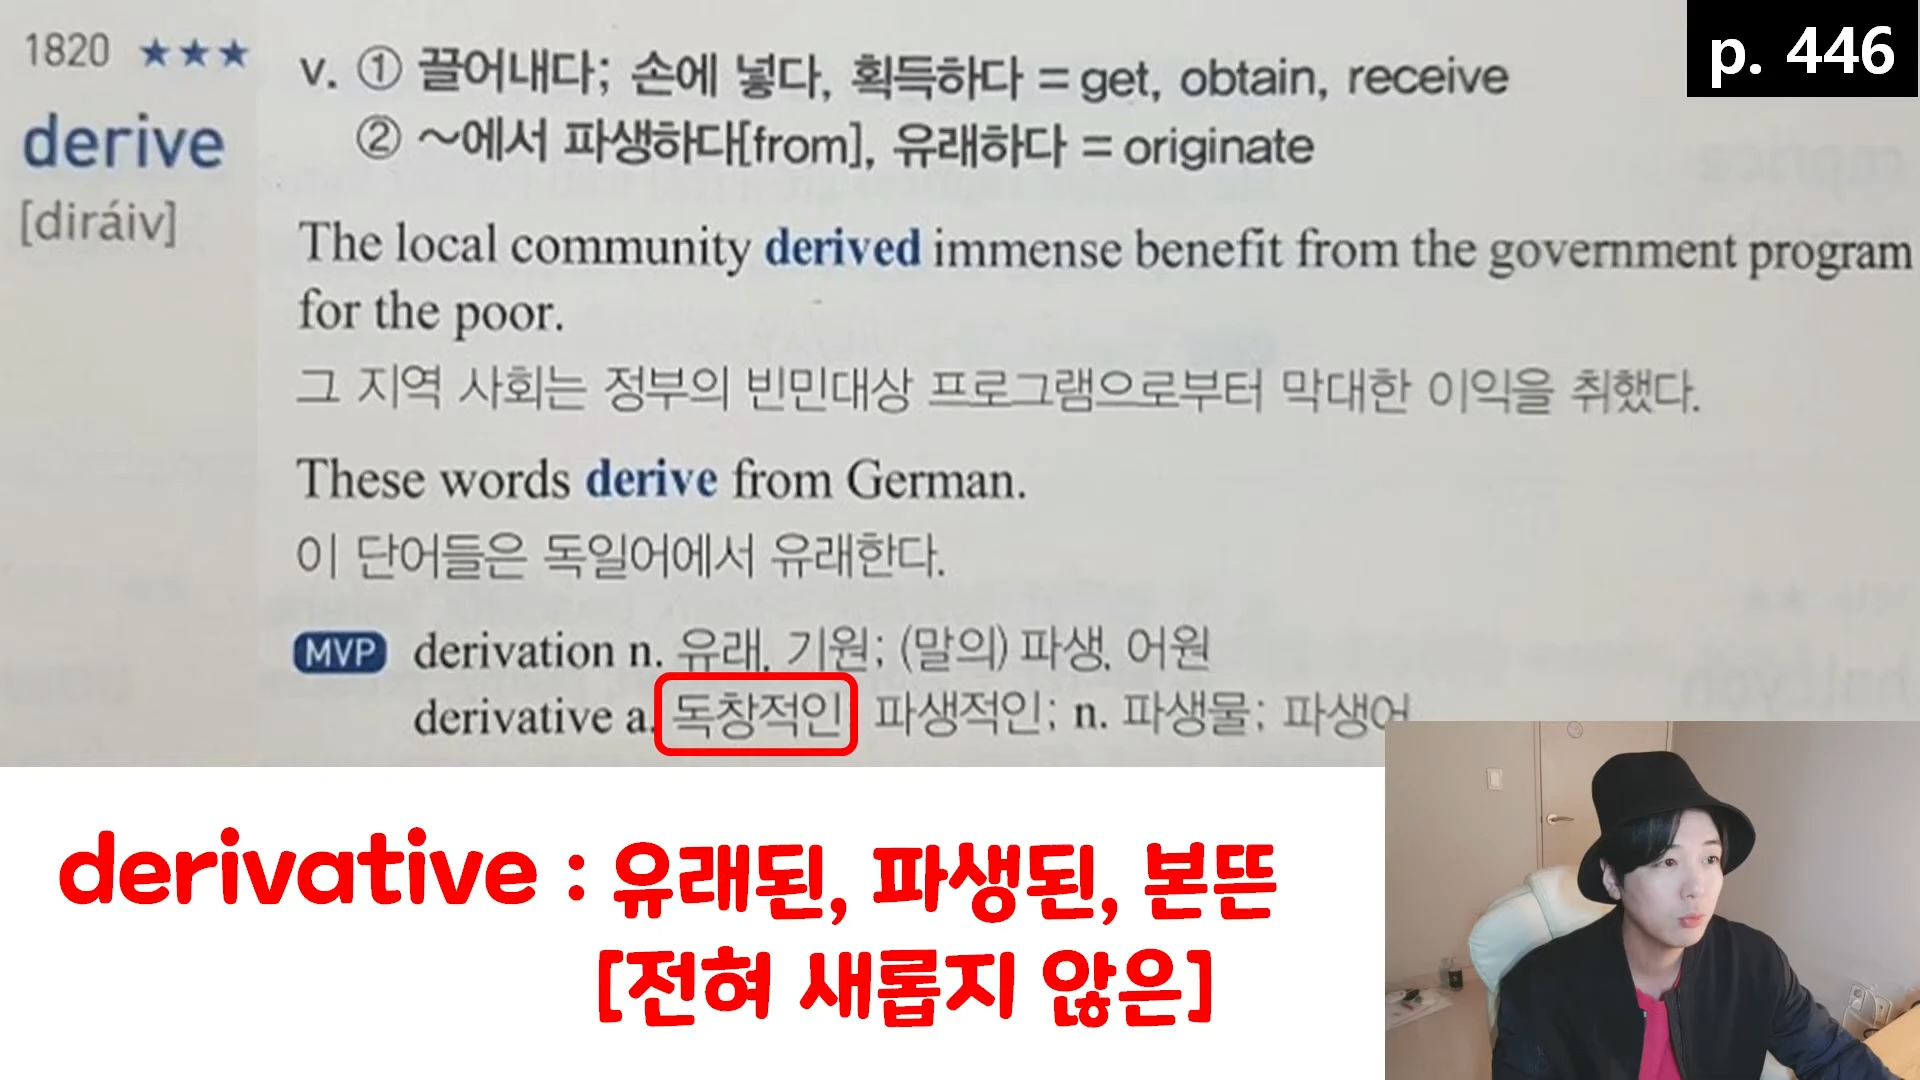 p. 446
1820 ★★★
derive
[diráiv]
v. ① 끌어내다; 손에 넣다, 획득하다 = get, obtain, receive
② ~에서 파생하다[from], 유래하다 = originate
The local community derived immense benefit from the government program
for the poor.
그 지역 사회는 정부의 빈민대상 프로그램으로부터 막대한 이익을 취했다.
These words derive from German.
이 단어들은 독일어에서 유래한다.
MVP derivation n. 유래, 기원; (말의) 파생, 어원
derivative a. 독창적인 파생적인; n. 파생물; 파생어
derivative : 유래된, 파생된, 본뜬
[전혀 새롭지 않은]